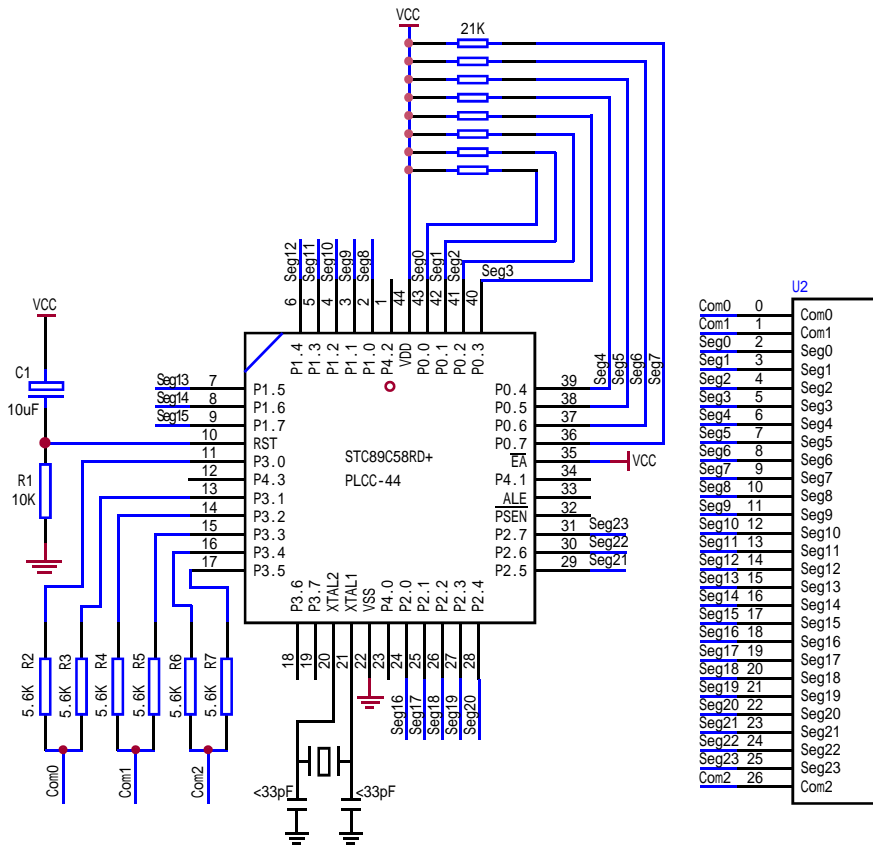 VCC
21K
Seg12
Seg11
Seg10
Seg9
Seg8
Seg0
Seg1
Seg2
Seg3
6
5
4
3
2
1
44
43
42
41
40
P1.4
P1.3
P1.2
P1.1
P1.0
P4.2
VDD
P0.0
P0.1
P0.2
P0.3
Seg4
Seg5
Seg6
Seg7
VCC
C1
10uF
R1
10K
Seg13 7 P1.5
Seg14 8 P1.6
Seg15 9 P1.7
10 RST
11 P3.0
12 P4.3
13 P3.1
14 P3.2
15 P3.3
16 P3.4
17 P3.5
STC89C58RD+
PLCC-44
P0.4 39
P0.5 38
P0.6 37
P0.7 36
EA 35 VCC
P4.1 34
ALE 33
PSEN 32
P2.7 31 Seg23
P2.6 30 Seg22
P2.5 29 Seg21
P3.6
P3.7
XTAL2
XTAL1
VSS
P4.0
P2.0
P2.1
P2.2
P2.3
P2.4
18
19
20
21
22
23
24
25
26
27
28
Seg16
Seg17
Seg18
Seg19
Seg20
5.6K R2
5.6K R3
5.6K R4
5.6K R5
5.6K R6
5.6K R7
Com0
Com1
Com2
<33pF
<33pF
U2
Com0 0 Com0
Com1 1 Com1
Seg0 2 Seg0
Seg1 3 Seg1
Seg2 4 Seg2
Seg3 5 Seg3
Seg4 6 Seg4
Seg5 7 Seg5
Seg6 8 Seg6
Seg7 9 Seg7
Seg8 10 Seg8
Seg9 11 Seg9
Seg10 12 Seg10
Seg11 13 Seg11
Seg12 14 Seg12
Seg13 15 Seg13
Seg14 16 Seg14
Seg15 17 Seg15
Seg16 18 Seg16
Seg17 19 Seg17
Seg18 20 Seg18
Seg19 21 Seg19
Seg20 22 Seg20
Seg21 23 Seg21
Seg22 24 Seg22
Seg23 25 Seg23
Com2 26 Com2